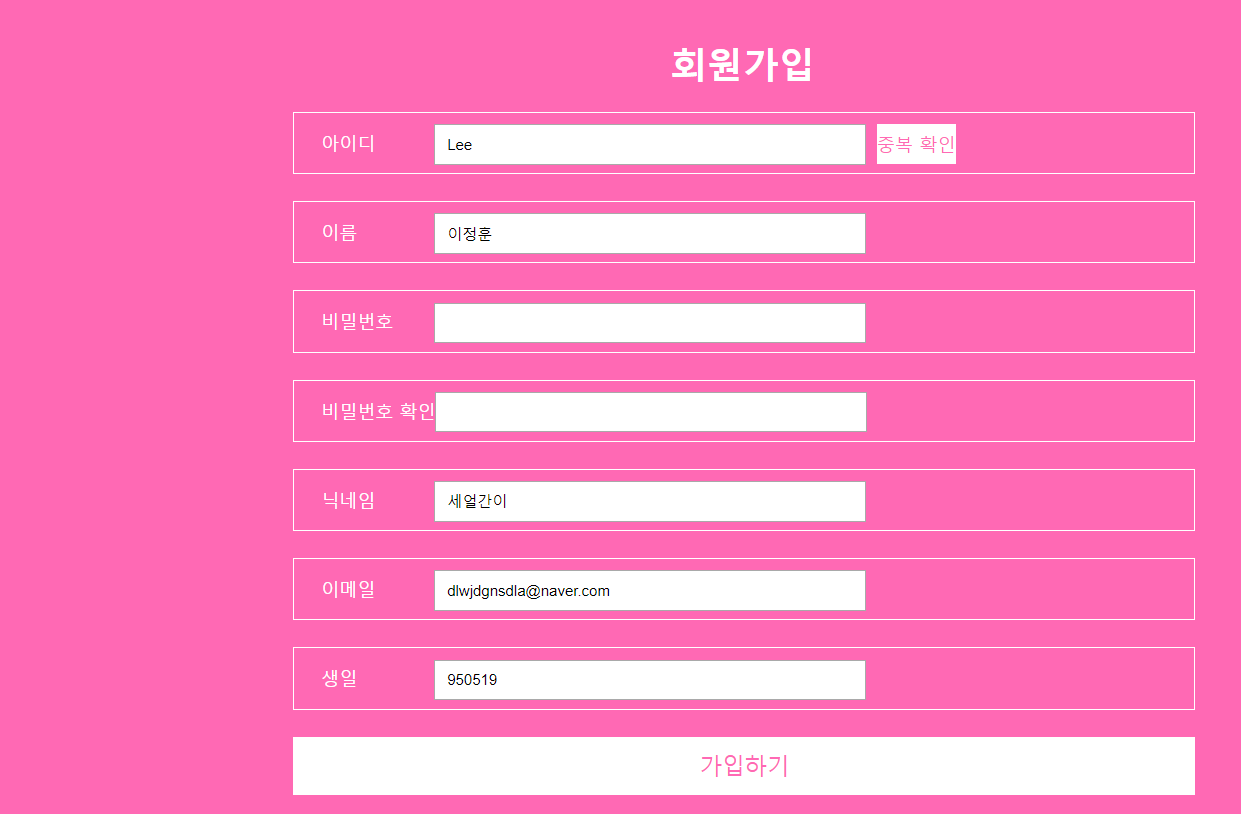 회원가입
아이디 Lee 중복 확인
이름 이정훈
비밀번호
비밀번호 확인
닉네임 세얼간이
이메일 dlwjdgnsdla@naver.com
생일 950519
가입하기